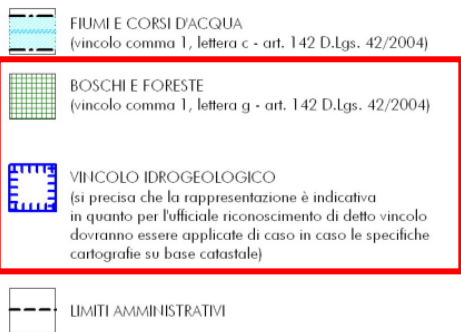 FIUMI E CORSI D'ACQUA
(vincolo comma 1, lettera c - art. 142 D.Lgs. 42/2004)
BOSCHI E FORESTE
(vincolo comma 1, lettera g - art. 142 D.Lgs. 42/2004)
VINCOLO IDROGEOLOGICO
(si precisa che la rappresentazione è indicativa
in quanto per l'ufficiale riconoscimento di detto vincolo
dovranno essere applicate di caso in caso le specifiche
cartografie su base catastale)
LIMITI AMMINISTRATIVI